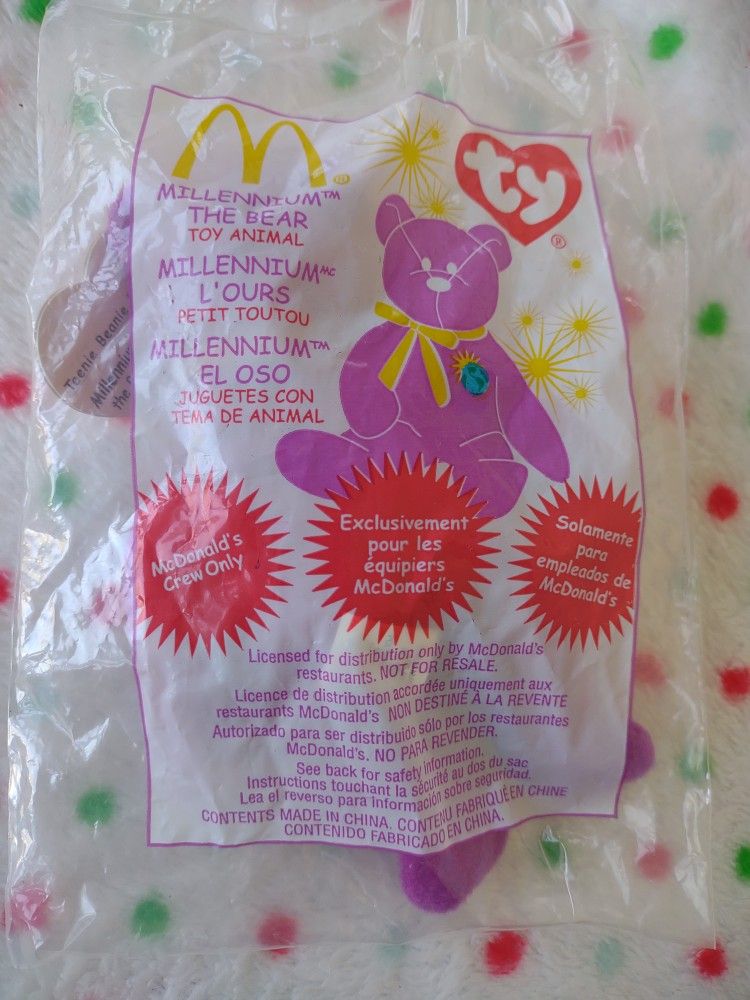 MILLENNIUM™
THE BEAR
TOY ANIMAL
MILLENNIUMᴹᶜ
L'OURS
PETIT TOUTOU
MILLENNIUM™
EL OSO
JUGUETES CON
TEMA DE ANIMAL
ty
®
®
Teenie Beanie
Millenniu
the
McDonald's
Crew Only
Exclusivement
pour les
équipiers
McDonald's
Solamente
para
empleados de
McDonald's
Licensed for distribution only by McDonald's
restaurants. NOT FOR RESALE.
Licence de distribution accordée uniquement aux
restaurants McDonald's NON DESTINÉ À LA REVENTE
Autorizado para ser distribuido sólo por los restaurantes
McDonald's. NO PARA REVENDER.
See back for safety information.
Instructions touchant la sécurité au dos du sac
Lea el reverso para información sobre seguridad.
CONTENTS MADE IN CHINA. CONTENU FABRIQUÉ EN CHINE
CONTENIDO FABRICADO EN CHINA.